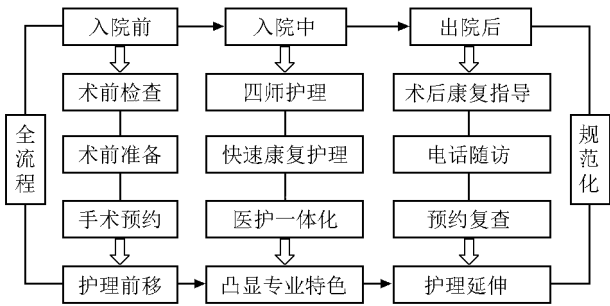 入院前
入院中
出院后
术前检查
四师护理
术后康复指导
全流程
术前准备
快速康复护理
电话随访
规范化
手术预约
医护一体化
预约复查
护理前移
凸显专业特色
护理延伸